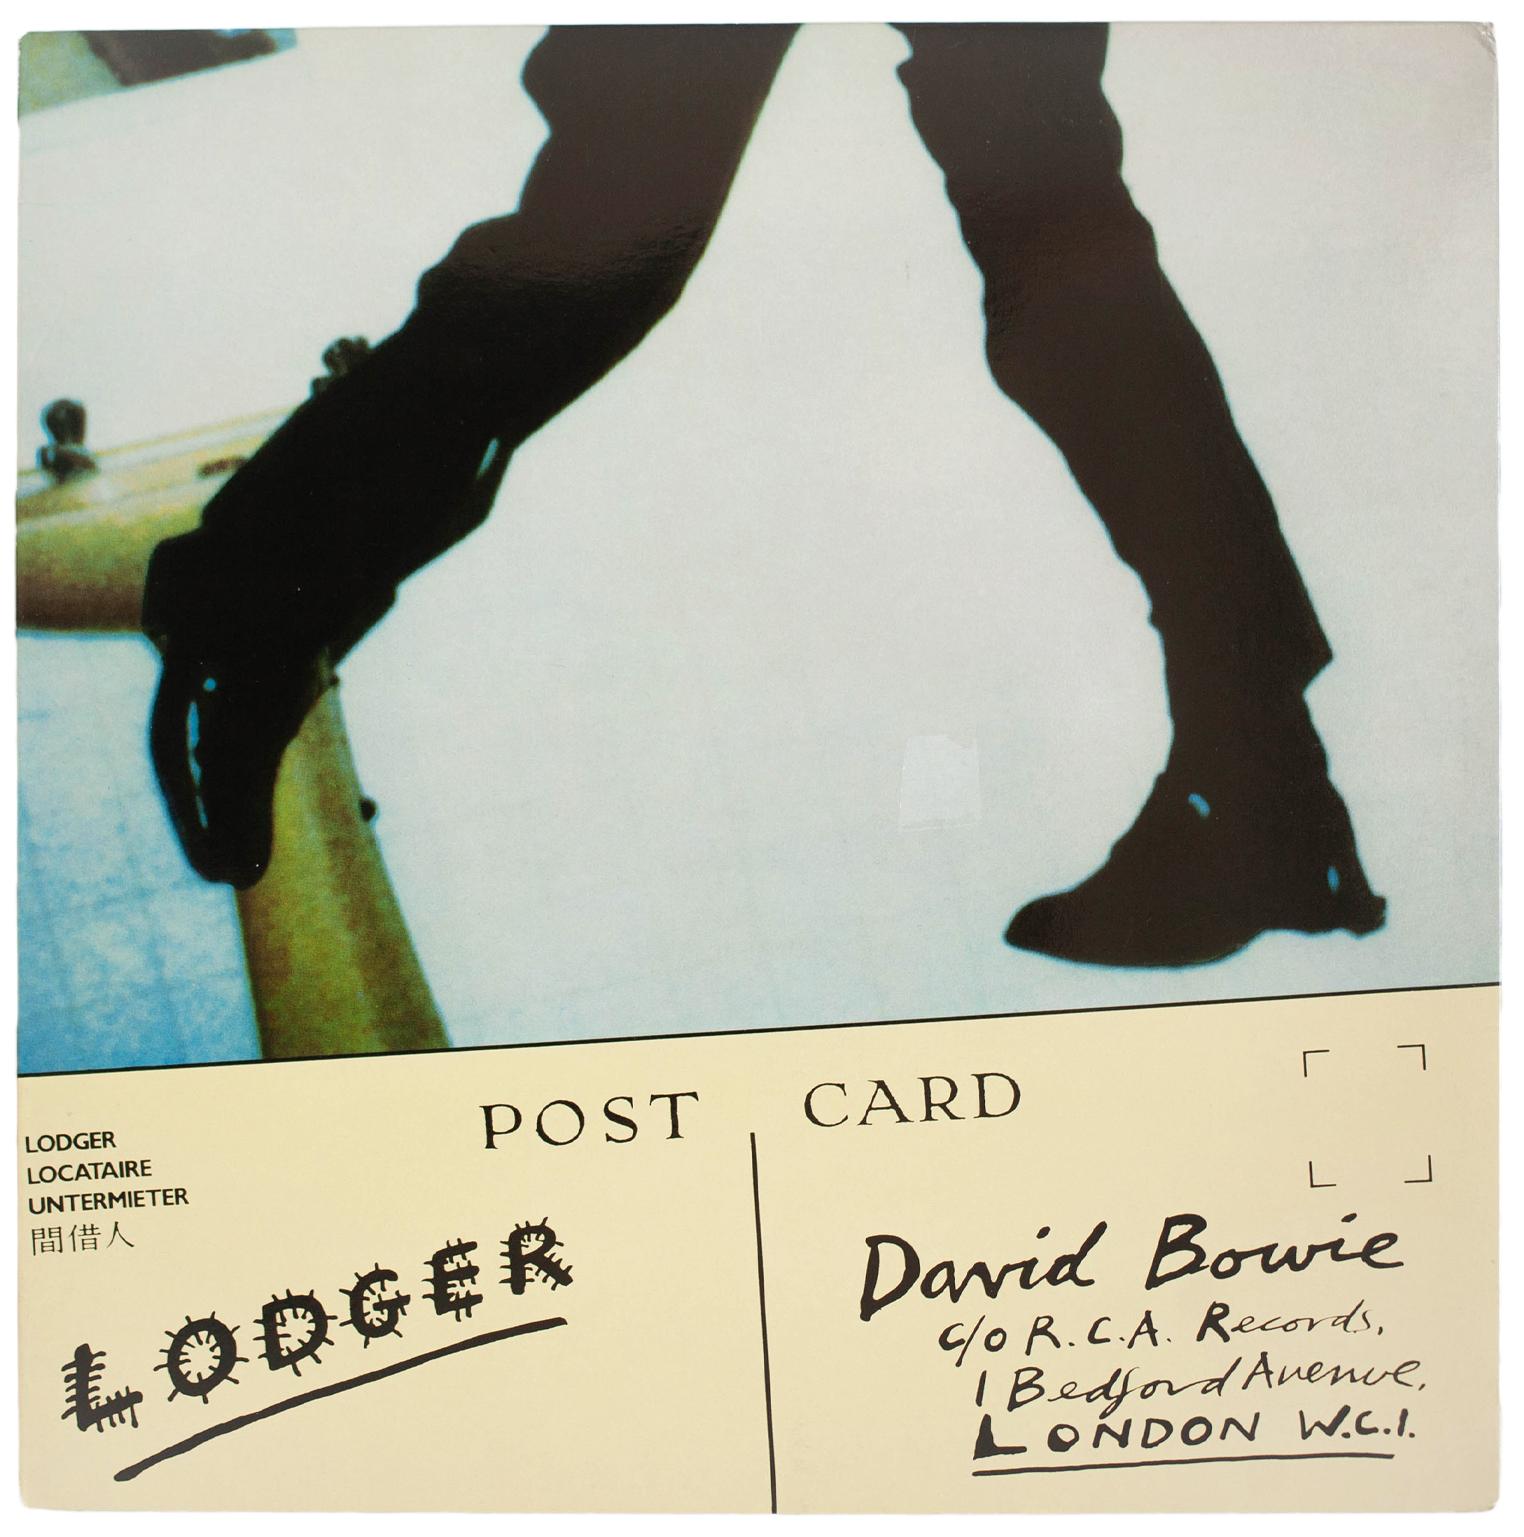 POST CARD
LODGER
LOCATAIRE
UNTERMIETER
間借人
LODGER
David Bowie
c/o R.C.A. Records,
1 Bedford Avenue,
LONDON W.C.1.